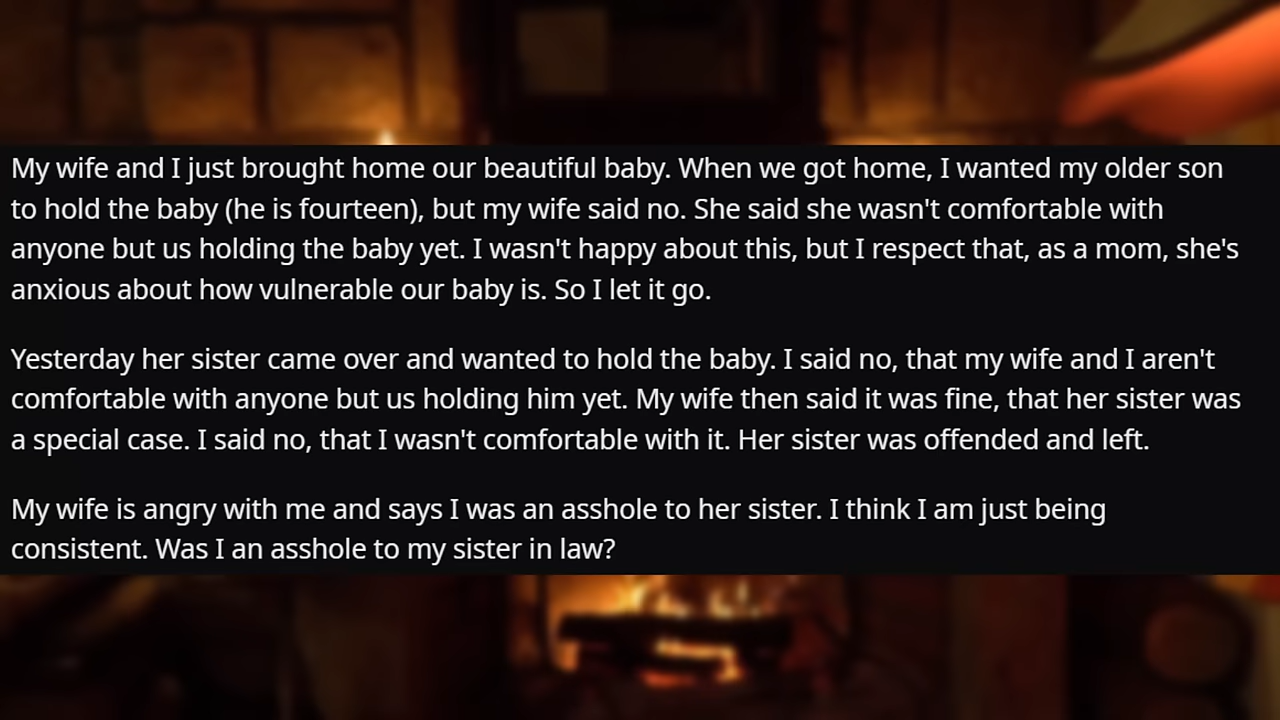 My wife and I just brought home our beautiful baby. When we got home, I wanted my older son
to hold the baby (he is fourteen), but my wife said no. She said she wasn't comfortable with
anyone but us holding the baby yet. I wasn't happy about this, but I respect that, as a mom, she's
anxious about how vulnerable our baby is. So I let it go.
Yesterday her sister came over and wanted to hold the baby. I said no, that my wife and I aren't
comfortable with anyone but us holding him yet. My wife then said it was fine, that her sister was
a special case. I said no, that I wasn't comfortable with it. Her sister was offended and left.
My wife is angry with me and says I was an asshole to her sister. I think I am just being
consistent. Was I an asshole to my sister in law?